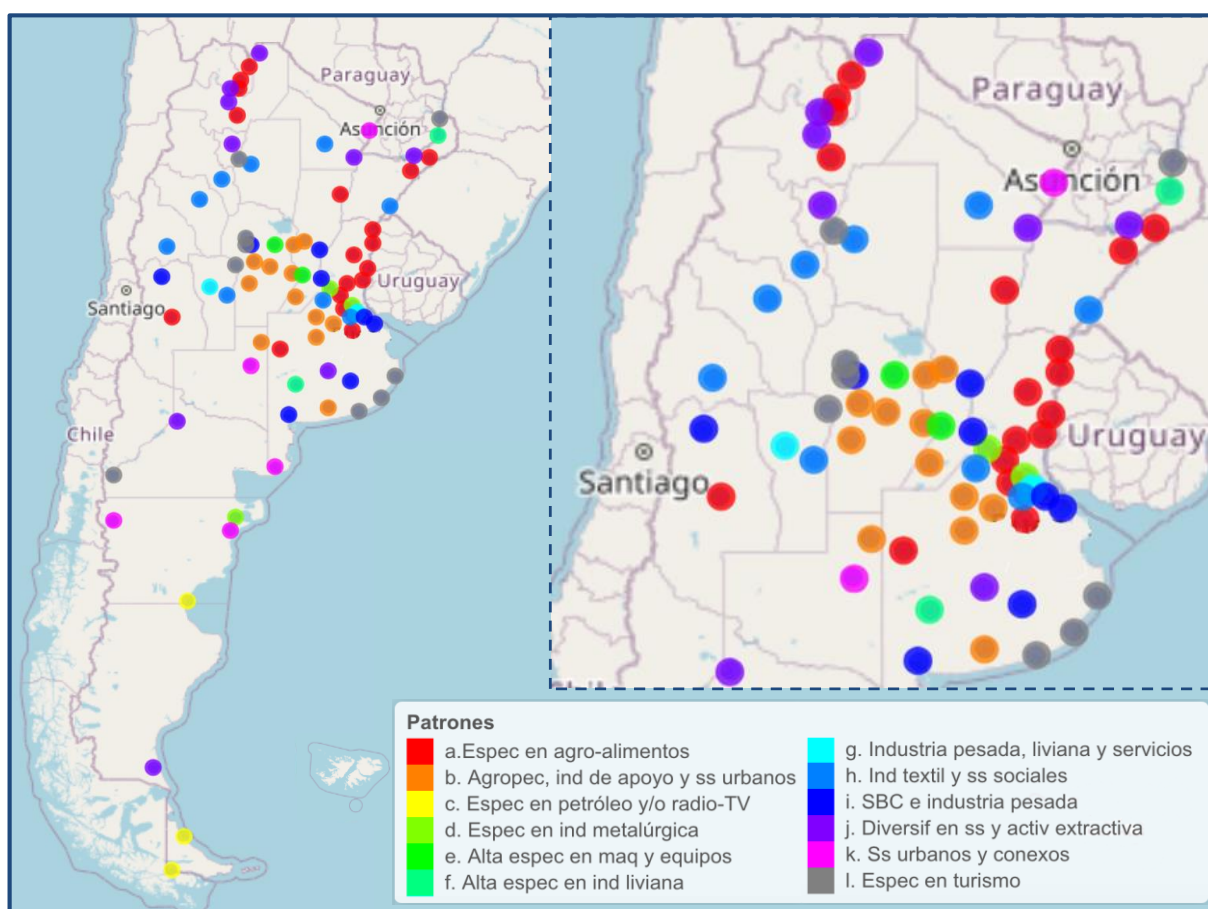 Paraguay
Asunción
Uruguay
Santiago
Chile
Paraguay
Asunción
Uruguay
Santiago
Patrones
a.Espec en agro-alimentos
b. Agropec, ind de apoyo y ss urbanos
c. Espec en petróleo y/o radio-TV
d. Espec en ind metalúrgica
e. Alta espec en maq y equipos
f. Alta espec en ind liviana
g. Industria pesada, liviana y servicios
h. Ind textil y ss sociales
i. SBC e industria pesada
j. Diversif en ss y activ extractiva
k. Ss urbanos y conexos
l. Espec en turismo